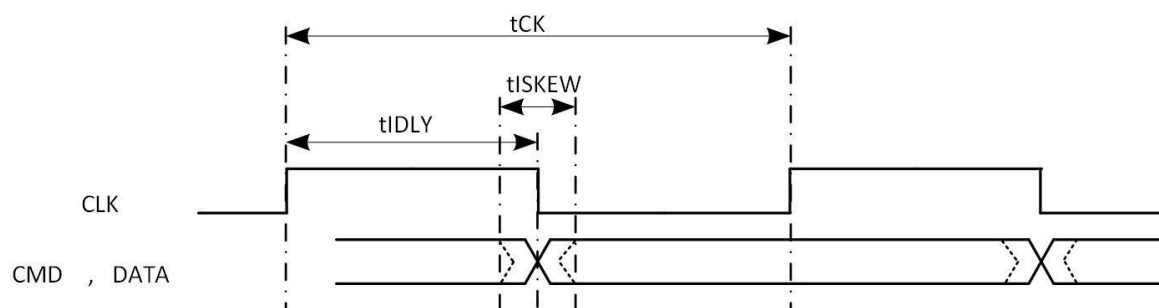 tCK
tISKEW
tIDLY
CLK
CMD , DATA